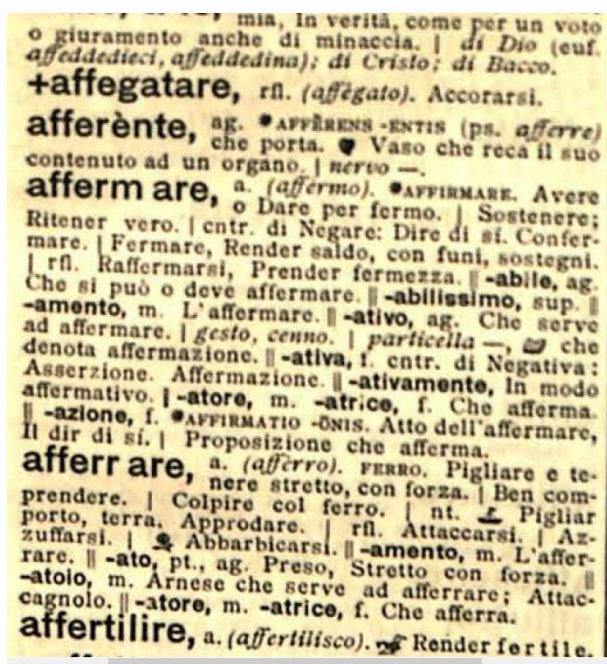 mia, In verità, come per un voto
o giuramento anche di minaccia. | di Dio (euf.
affeddedieci, affeddedina); di Cristo; di Bacco.
+affegatare, rfl. (affégato). Accorarsi.
afferènte, ag. *AFFĔRENS -ENTIS (ps. afferre)
che porta. Vaso che reca il suo
contenuto ad un organo. | nervo —.
afferm are, a. (affermo). *AFFIRMARE. Avere
o Dare per fermo. | Sostenere;
Ritener vero. | cntr. di Negare: Dire di sí. Confer-
mare. | Fermare, Render saldo, con funi, sostegni.
| rfl. Raffermarsi, Prender fermezza. || -abile, ag.
Che si può o deve affermare. || -abilissimo, sup. ||
-amento, m. L'affermare. || -ativo, ag. Che serve
ad affermare. | gesto, cenno. | particella —, che
denota affermazione. || -ativa, f. cntr. di Negativa:
Asserzione. Affermazione. || -ativamente, In modo
affermativo. || -atore, m. -atrice, f. Che afferma.
|| -azione, f. *AFFIRMATIO -ŌNIS. Atto dell'affermare,
Il dir di sí. | Proposizione che afferma.
afferr are, a. (afferro). FERRO. Pigliare e te-
nere stretto, con forza. | Ben com-
prendere. | Colpire col ferro. | nt. Pigliar
porto, terra, Approdare. | rfl. Attaccarsi. | Az-
zuffarsi. | Abbarbicarsi. || -amento, m. L'affer-
rare. || -ato, pt., ag. Preso, Stretto con forza. ||
-atoio, m. Arnese che serve ad afferrare; Attac-
cagnolo. || -atore, m. -atrice, f. Che afferra.
affertilire, a. (affertilisco). Render fertile.